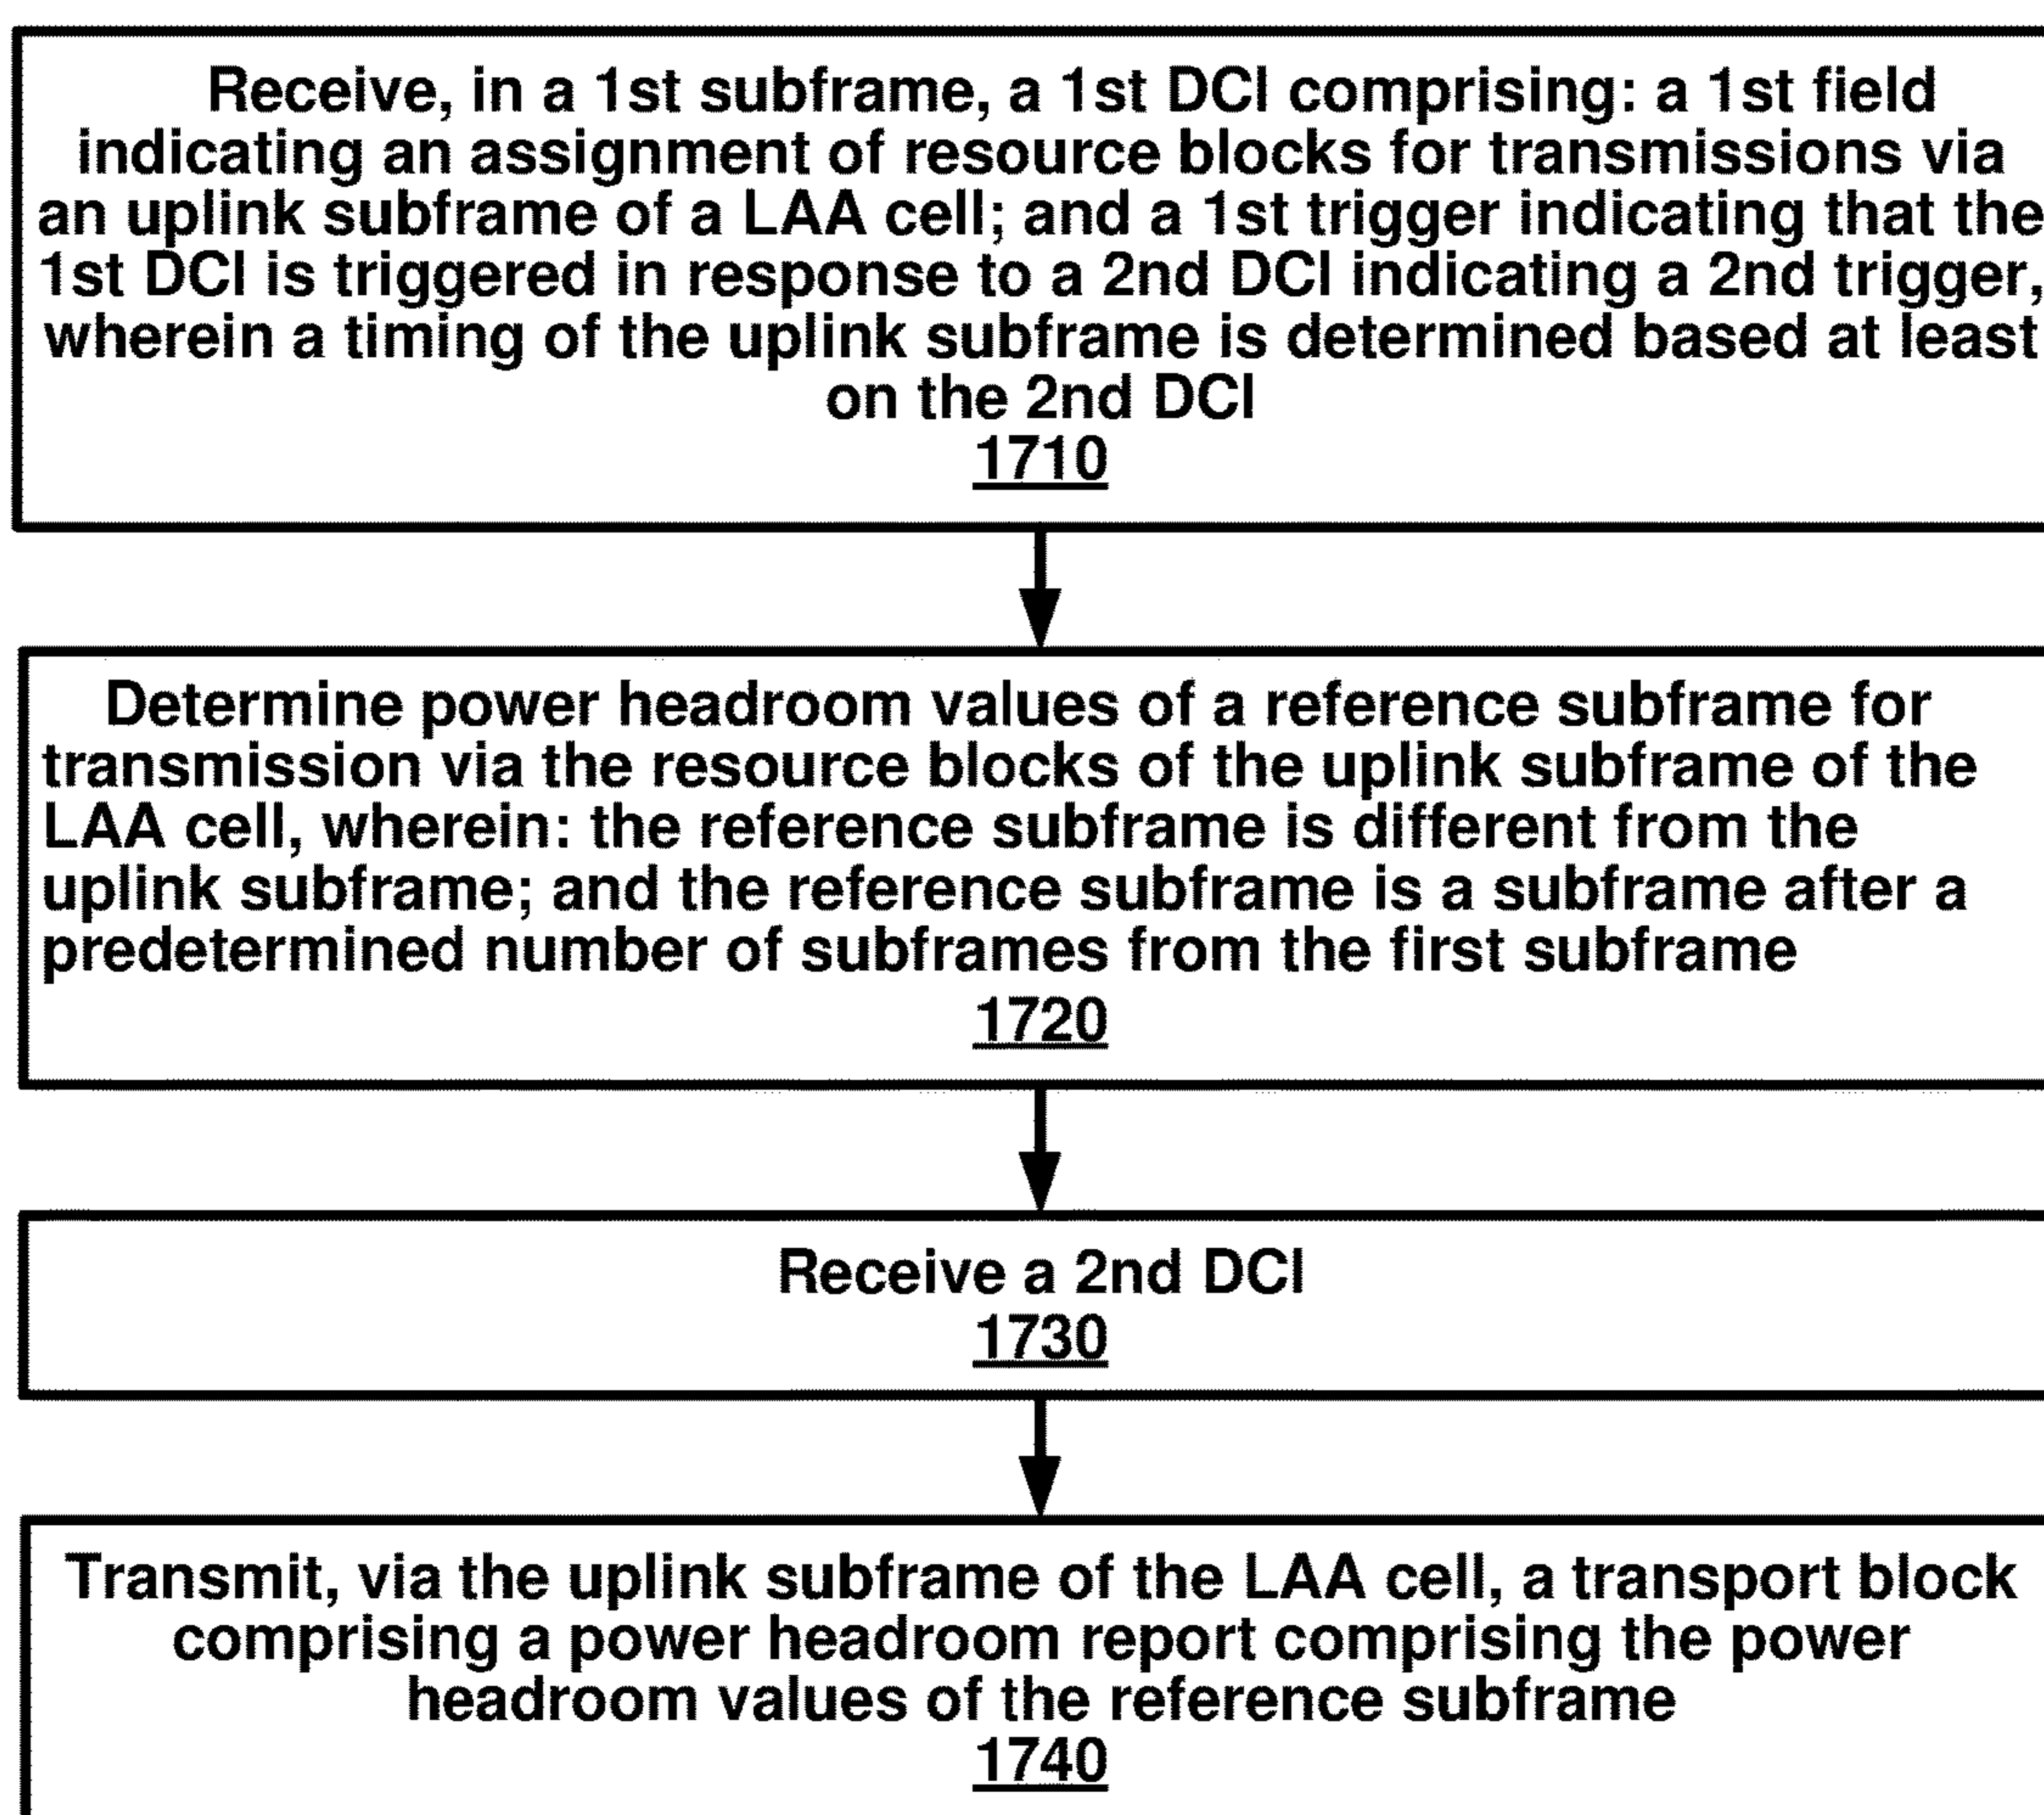 Receive, in a 1st subframe, a 1st DCI comprising: a 1st field
indicating an assignment of resource blocks for transmissions via
an uplink subframe of a LAA cell; and a 1st trigger indicating that the
1st DCI is triggered in response to a 2nd DCI indicating a 2nd trigger,
wherein a timing of the uplink subframe is determined based at least
on the 2nd DCI
1710
Determine power headroom values of a reference subframe for
transmission via the resource blocks of the uplink subframe of the
LAA cell, wherein: the reference subframe is different from the
uplink subframe; and the reference subframe is a subframe after a
predetermined number of subframes from the first subframe
1720
Receive a 2nd DCI
1730
Transmit, via the uplink subframe of the LAA cell, a transport block
comprising a power headroom report comprising the power
headroom values of the reference subframe
1740